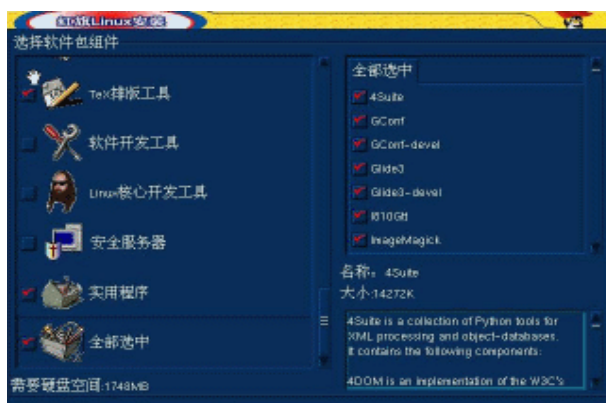 红旗Linux安装
选择软件包组件
TeX排版工具
软件开发工具
Linux核心开发工具
安全服务器
实用程序
全部选中
需要硬盘空间:1748MB
全部选中
4Suite
GConf
GConf-devel
Glide3
Glide3-devel
I810Gtt
ImageMagick
名称: 4Suite
大小:14272K
4Suite is a collection of Python tools for
XML processing and object-databases.
It contains the following components:
4DOM is an implementation of the W3C's